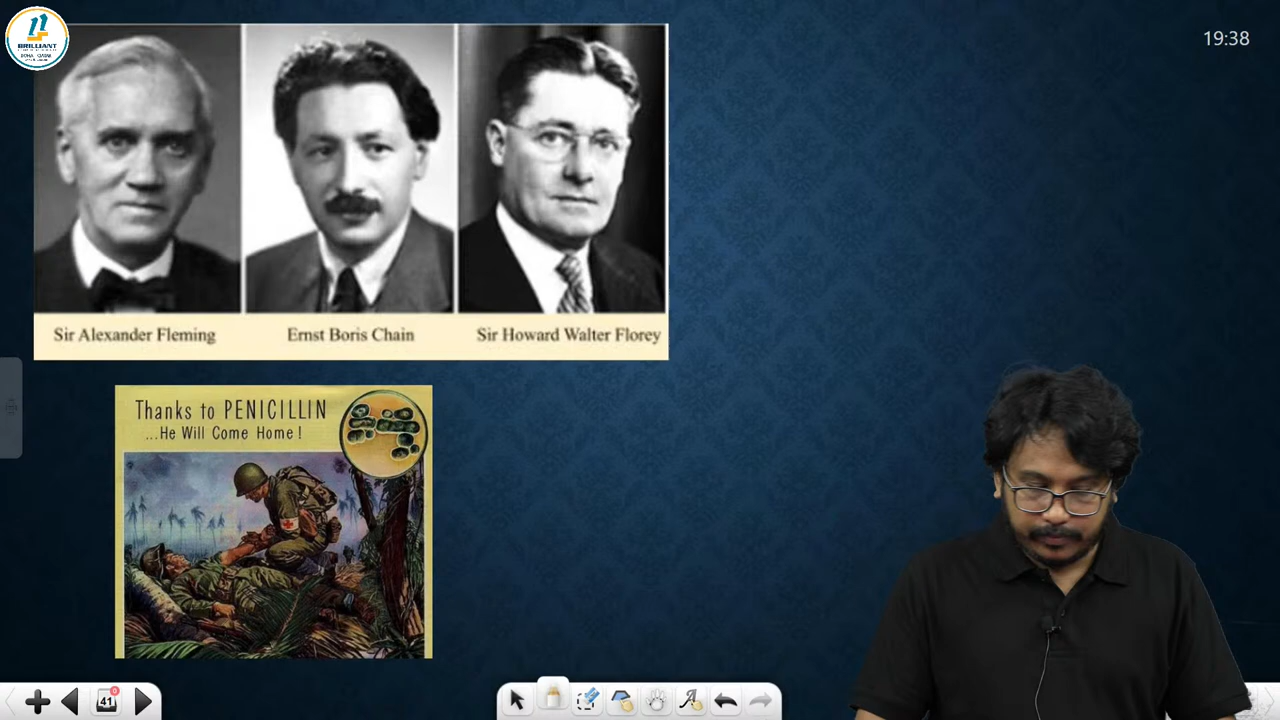 BRILLIANT
19:38
Sir Alexander Fleming
Ernst Boris Chain
Sir Howard Walter Florey
Thanks to PENICILLIN
...He Will Come Home!
41